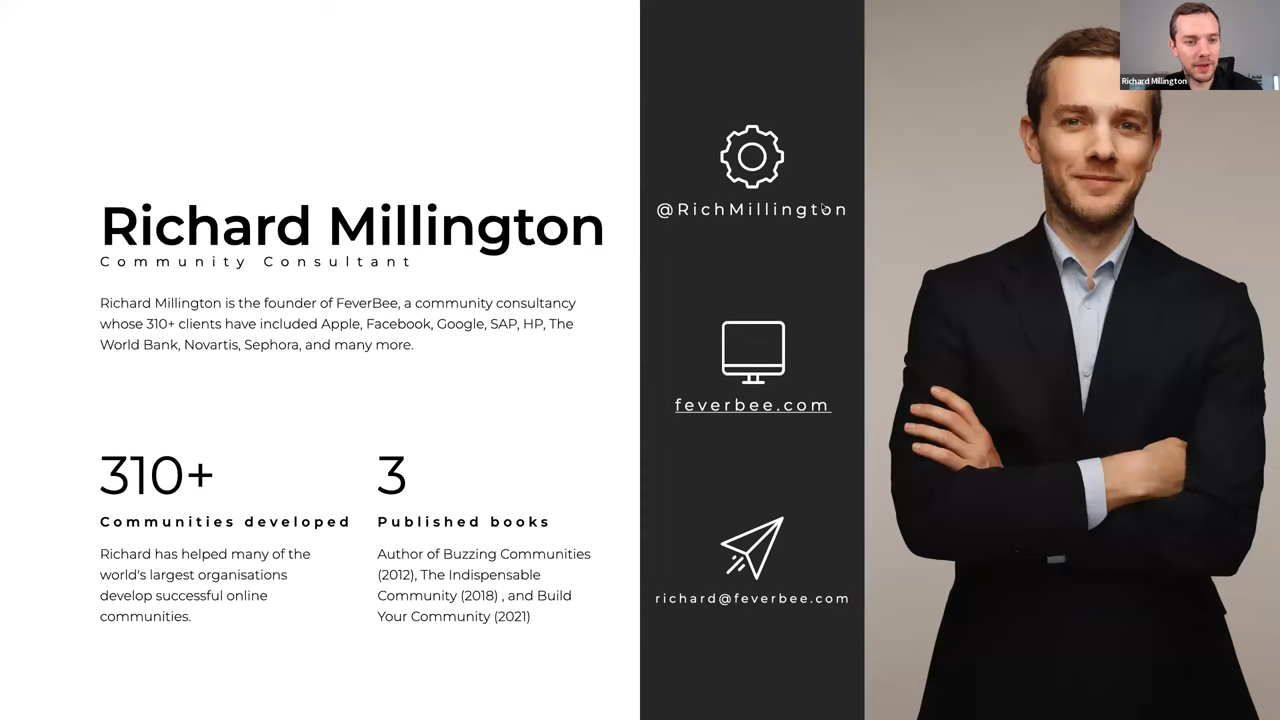 Richard Millington
Community Consultant
Richard Millington is the founder of FeverBee, a community consultancy
whose 310+ clients have included Apple, Facebook, Google, SAP, HP, The
World Bank, Novartis, Sephora, and many more.
310+
Communities developed
Richard has helped many of the
world's largest organisations
develop successful online
communities.
3
Published books
Author of Buzzing Communities
(2012), The Indispensable
Community (2018) , and Build
Your Community (2021)
@RichMillington
feverbee.com
richard@feverbee.com
Richard Millington